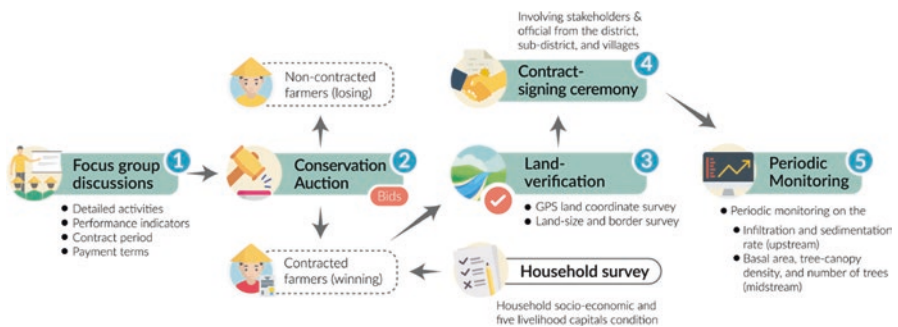 Involving stakeholders &
official from the district,
sub-district, and villages
Non-contracted
farmers (losing)
4
Contract-
signing ceremony
1
Focus group
discussions
2
Conservation
Auction
Bids
3
Land-
verification
5
Periodic
Monitoring
● Detailed activities
● Performance indicators
● Contract period
● Payment terms
● GPS land coordinate survey
● Land-size and border survey
● Periodic monitoring on the
● Infiltration and sedimentation
rate (upstream)
● Basal area, tree-canopy
density, and number of trees
(midstream)
Contracted
farmers (winning)
Household survey
Household socio-economic and
five livelihood capitals condition